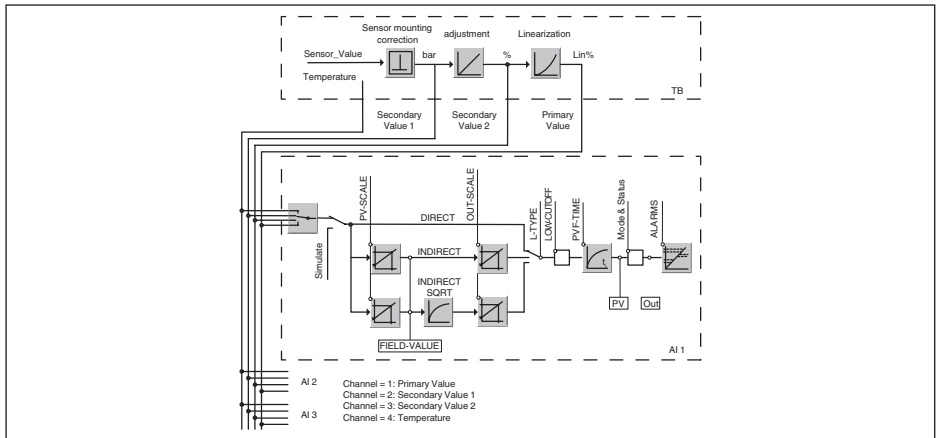 Sensor mounting
correction
adjustment
Linearization
Sensor_Value
bar
%
Lin%
Temperature
TB
Secondary
Value 1
Secondary
Value 2
Primary
Value
PV-SCALE
OUT-SCALE
L-TYPE
LOW-CUTOFF
PVF-TIME
Mode & Status
ALARMS
Simulate
DIRECT
INDIRECT
INDIRECT
SQRT
t
PV
Out
FIELD-VALUE
AI 1
AI 2
AI 3
Channel = 1: Primary Value
Channel = 2: Secondary Value 1
Channel = 3: Secondary Value 2
Channel = 4: Temperature